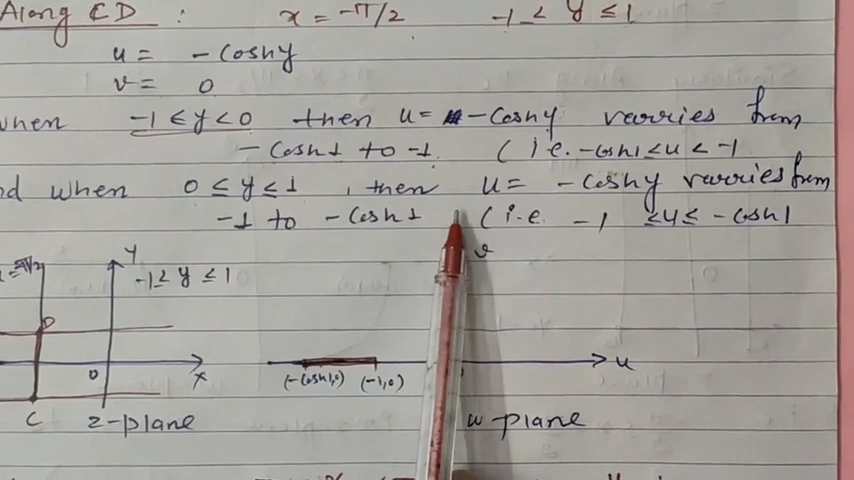 Along CD : x = -π/2 -1 ≤ y ≤ 1
u = - coshy
v = 0
when -1 ≤ y < 0 then u = - coshy varries from
- cosh1 to -1 (i.e. -cosh1 ≤ u < -1
nd when 0 ≤ y ≤ 1, then u = - coshy varries from
-1 to - cosh1 (i.e. -1 ≤ u ≤ - cosh1
π/2 y -1 ≤ y ≤ 1 v
D
0 x (-cosh1,0) (-1,0) u
C z-plane w-plane